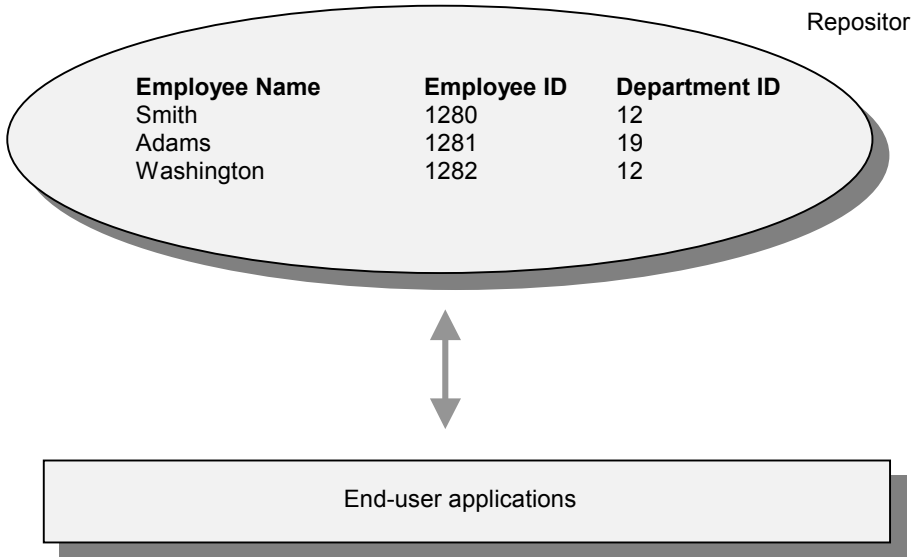 Repositor
Employee Name Employee ID Department ID
Smith 1280 12
Adams 1281 19
Washington 1282 12
End-user applications